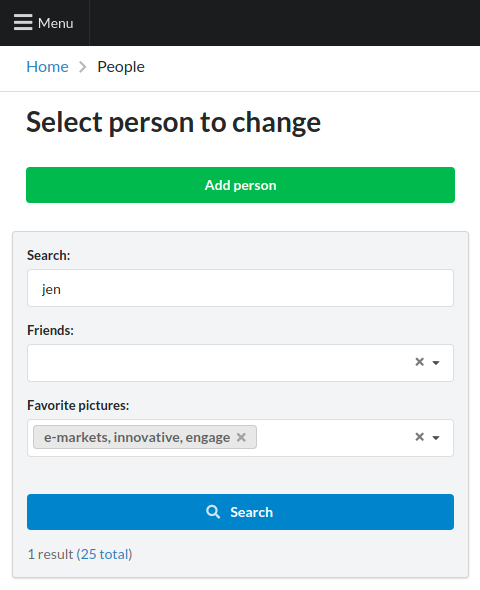 Menu
Home People
Select person to change
Add person
Search:
jen
Friends:
Favorite pictures:
e-markets, innovative, engage
Search
1 result (25 total)